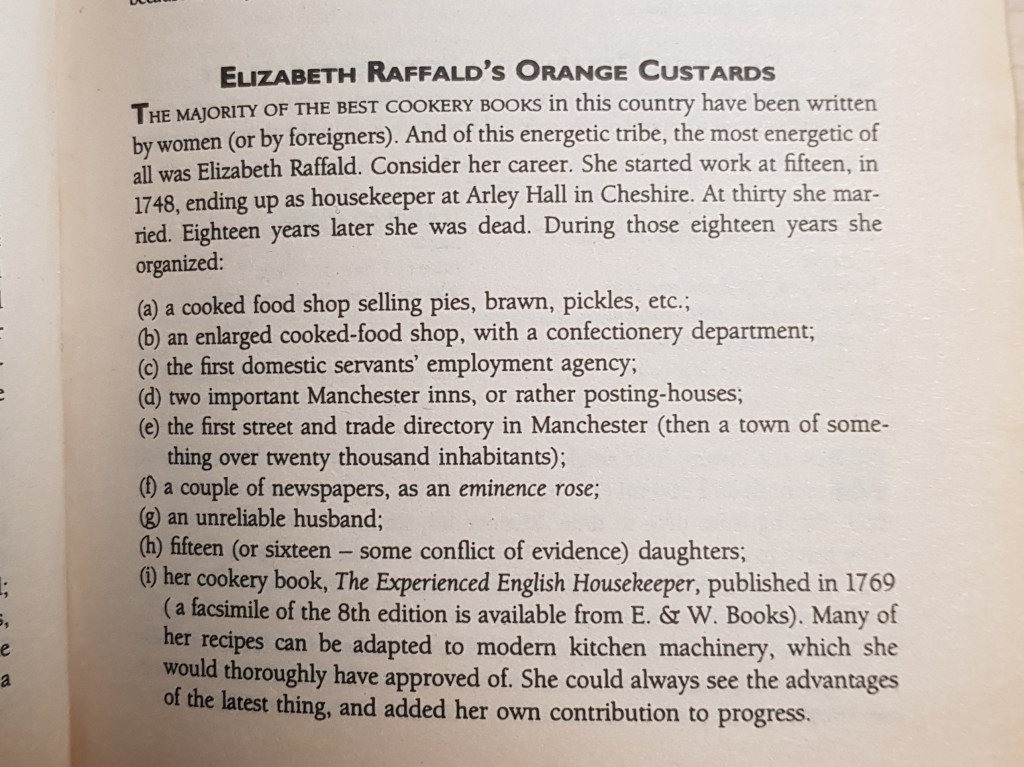 ELIZABETH RAFFALD'S ORANGE CUSTARDS
THE MAJORITY OF THE BEST COOKERY BOOKS in this country have been written
by women (or by foreigners). And of this energetic tribe, the most energetic of
all was Elizabeth Raffald. Consider her career. She started work at fifteen, in
1748, ending up as housekeeper at Arley Hall in Cheshire. At thirty she mar-
ried. Eighteen years later she was dead. During those eighteen years she
organized:
(a) a cooked food shop selling pies, brawn, pickles, etc.;
(b) an enlarged cooked-food shop, with a confectionery department;
(c) the first domestic servants' employment agency;
(d) two important Manchester inns, or rather posting-houses;
(e) the first street and trade directory in Manchester (then a town of some-
thing over twenty thousand inhabitants);
(f) a couple of newspapers, as an eminence rose;
(g) an unreliable husband;
(h) fifteen (or sixteen – some conflict of evidence) daughters;
(i) her cookery book, The Experienced English Housekeeper, published in 1769
( a facsimile of the 8th edition is available from E. & W. Books). Many of
her recipes can be adapted to modern kitchen machinery, which she
would thoroughly have approved of. She could always see the advantages
of the latest thing, and added her own contribution to progress.